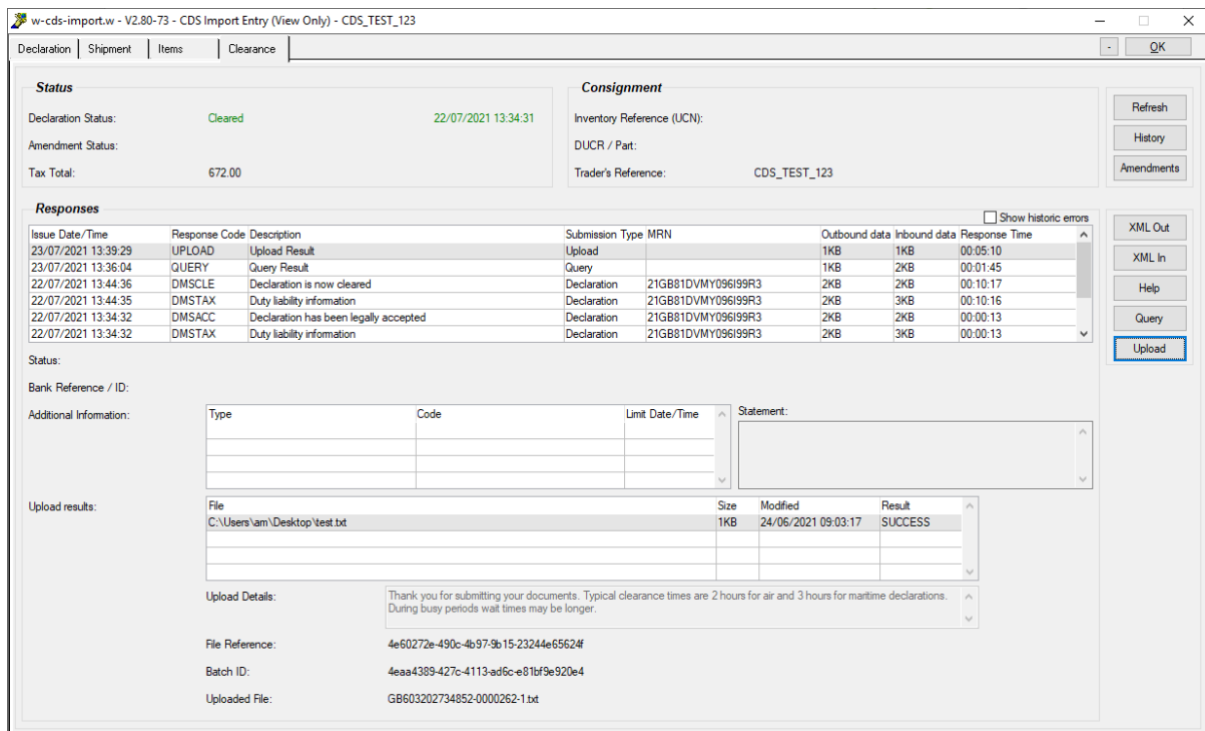 w-cds-import.w - V2.80-73 - CDS Import Entry (View Only) - CDS_TEST_123
Declaration Shipment Items Clearance - OK
Status
Declaration Status: Cleared 22/07/2021 13:34:31
Amendment Status:
Tax Total: 672.00
Consignment
Inventory Reference (UCN):
DUCR / Part:
Trader's Reference: CDS_TEST_123
Refresh
History
Amendments
Responses
Show historic errors
Issue Date/Time Response Code Description Submission Type MRN Outbound data Inbound data Response Time
23/07/2021 13:39:29 UPLOAD Upload Result Upload 1KB 1KB 00:05:10
23/07/2021 13:36:04 QUERY Query Result Query 1KB 2KB 00:01:45
22/07/2021 13:44:36 DMSCLE Declaration is now cleared Declaration 21GB81DVMY096I99R3 2KB 2KB 00:10:17
22/07/2021 13:44:35 DMSTAX Duty liability information Declaration 21GB81DVMY096I99R3 2KB 3KB 00:10:16
22/07/2021 13:34:32 DMSACC Declaration has been legally accepted Declaration 21GB81DVMY096I99R3 2KB 2KB 00:00:13
22/07/2021 13:34:32 DMSTAX Duty liability information Declaration 21GB81DVMY096I99R3 2KB 3KB 00:00:13
XML Out
XML In
Help
Query
Upload
Status:
Bank Reference / ID:
Additional Information: Type Code Limit Date/Time Statement:
Upload results: File Size Modified Result
C:\Users\am\Desktop\test.txt 1KB 24/06/2021 09:03:17 SUCCESS
Upload Details: Thank you for submitting your documents. Typical clearance times are 2 hours for air and 3 hours for maritime declarations.
During busy periods wait times may be longer.
File Reference: 4e60272e-490c-4b97-9b15-23244e65624f
Batch ID: 4eaa4389-427c-4113-ad6c-e81bf9e920e4
Uploaded File: GB603202734852-0000262-1.txt